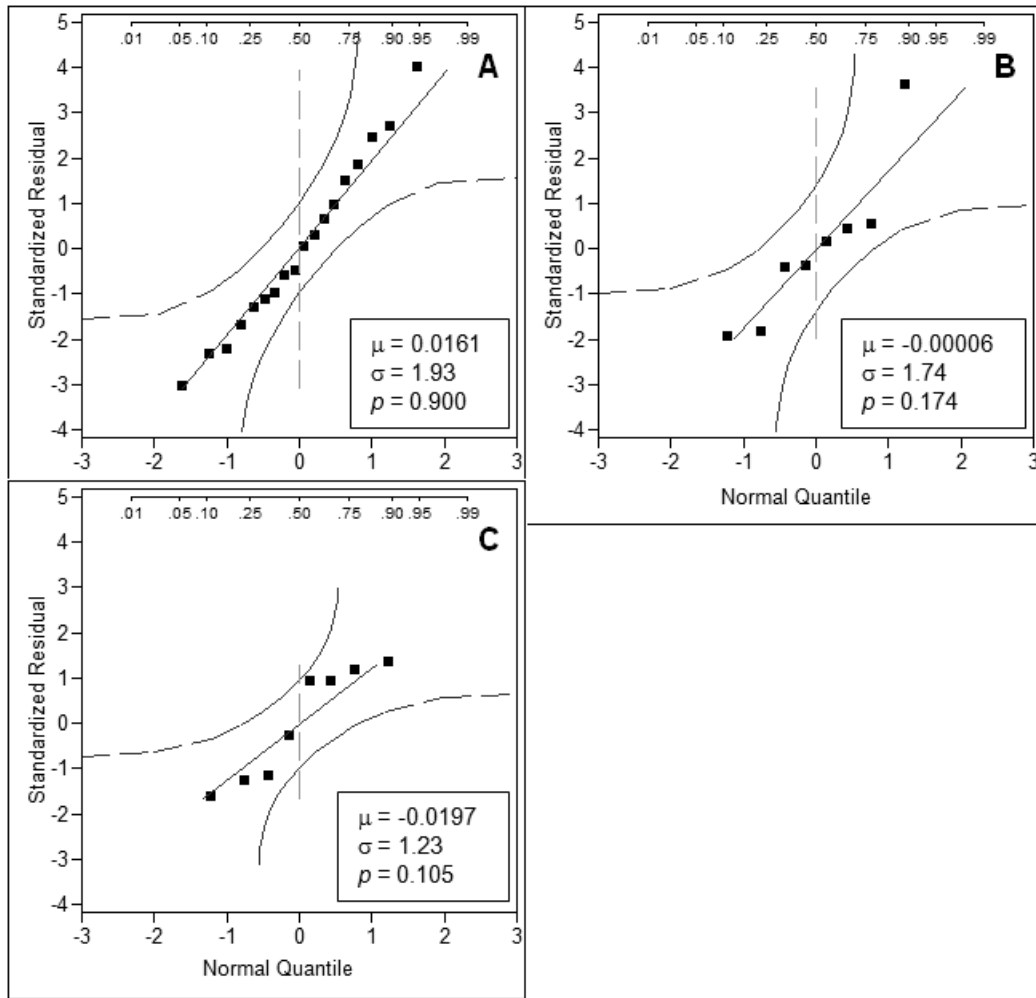 A
.01 .05 .10 .25 .50 .75 .90 .95 .99
5
4
3
2
1
0
-1
-2
-3
-4
Standardized Residual
μ = 0.0161
σ = 1.93
p = 0.900
-3 -2 -1 0 1 2 3
B
.01 .05 .10 .25 .50 .75 .90 .95 .99
5
4
3
2
1
0
-1
-2
-3
-4
Standardized Residual
μ = -0.00006
σ = 1.74
p = 0.174
-3 -2 -1 0 1 2 3
Normal Quantile
C
.01 .05 .10 .25 .50 .75 .90 .95 .99
5
4
3
2
1
0
-1
-2
-3
-4
Standardized Residual
μ = -0.0197
σ = 1.23
p = 0.105
-3 -2 -1 0 1 2 3
Normal Quantile